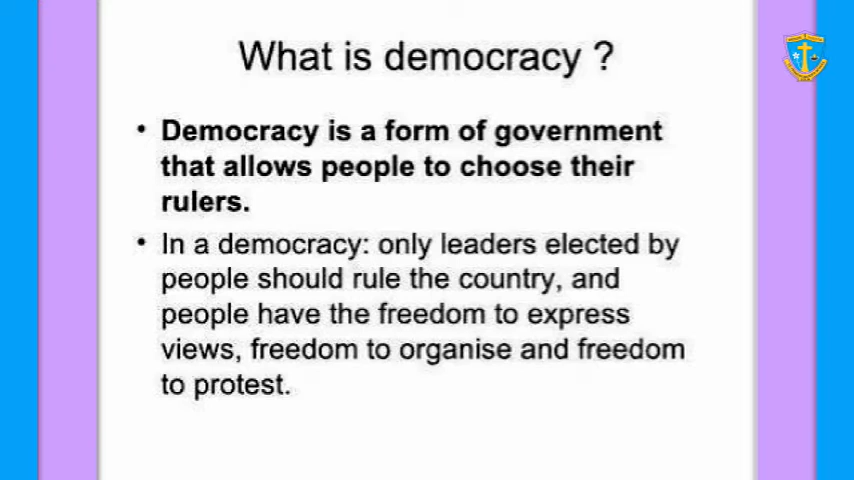 What is democracy ?
• Democracy is a form of government
that allows people to choose their
rulers.
• In a democracy: only leaders elected by
people should rule the country, and
people have the freedom to express
views, freedom to organise and freedom
to protest.